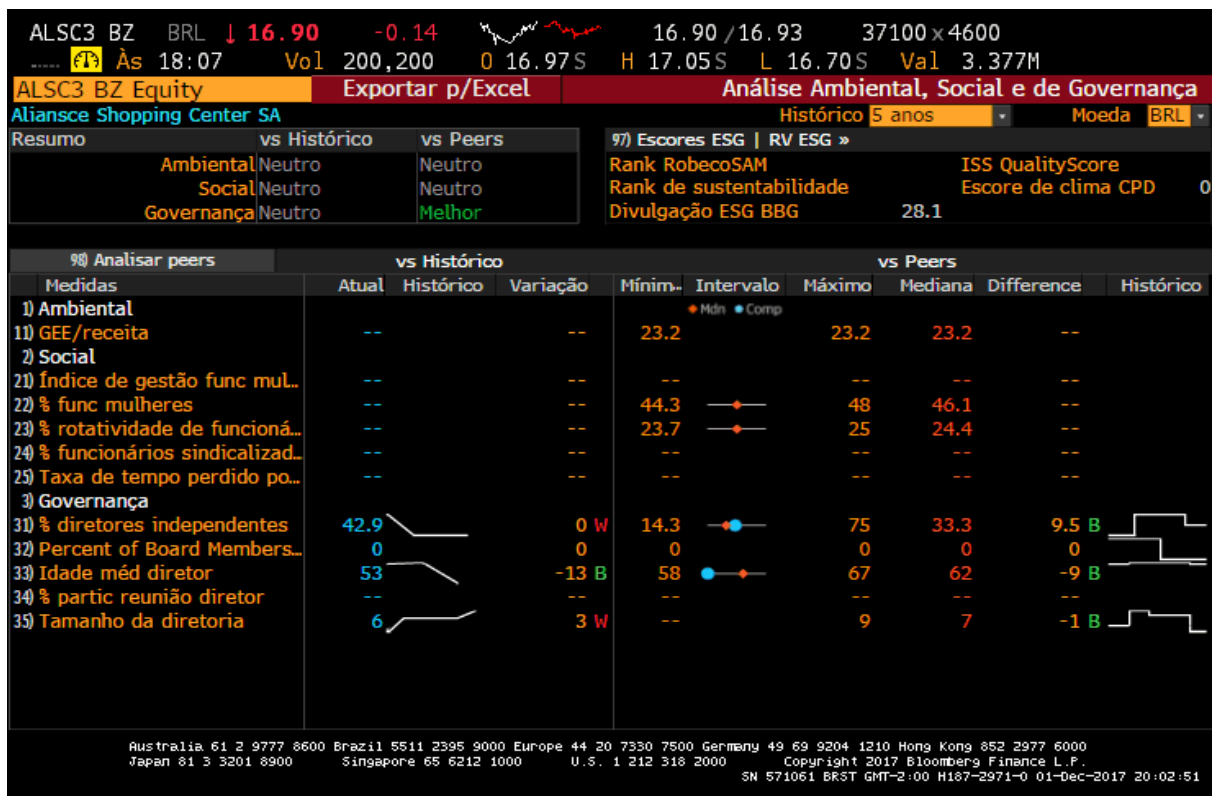 ALSC3 BZ BRL ↓ 16.90 -0.14 16.90/16.93 37100x4600
Às 18:07 Vol 200,200 O 16.97S H 17.05S L 16.70S Val 3.377M
ALSC3 BZ Equity Exportar p/Excel Análise Ambiental, Social e de Governança
Aliansce Shopping Center SA Histórico 5 anos Moeda BRL
Resumo vs Histórico vs Peers 97) Escores ESG | RV ESG »
Ambiental Neutro Neutro Rank RobecoSAM ISS QualityScore
Social Neutro Neutro Rank de sustentabilidade Escore de clima CPD 0
Governança Neutro Melhor Divulgação ESG BBG 28.1
98) Analisar peers vs Histórico vs Peers
Medidas Atual Histórico Variação Mínim.. Intervalo Máximo Mediana Difference Histórico
1) Ambiental Mdn Comp
11) GEE/receita -- -- 23.2 23.2 23.2 --
2) Social
21) Índice de gestão func mul... -- -- -- -- -- --
22) % func mulheres -- -- 44.3 48 46.1 --
23) % rotatividade de funcioná... -- -- 23.7 25 24.4 --
24) % funcionários sindicalizad... -- -- -- -- -- --
25) Taxa de tempo perdido po... -- -- -- -- -- --
3) Governança
31) % diretores independentes 42.9 0 W 14.3 75 33.3 9.5 B
32) Percent of Board Members... 0 0 0 0 0 0
33) Idade méd diretor 53 -13 B 58 67 62 -9 B
34) % partic reunião diretor -- -- -- -- -- --
35) Tamanho da diretoria 6 3 W -- 9 7 -1 B
Australia 61 2 9777 8600 Brazil 5511 2395 9000 Europe 44 20 7330 7500 Germany 49 69 9204 1210 Hong Kong 852 2977 6000
Japan 81 3 3201 8900 Singapore 65 6212 1000 U.S. 1 212 318 2000 Copyright 2017 Bloomberg Finance L.P.
SN 571061 BRST GMT-2:00 H187-2971-0 01-Dec-2017 20:02:51